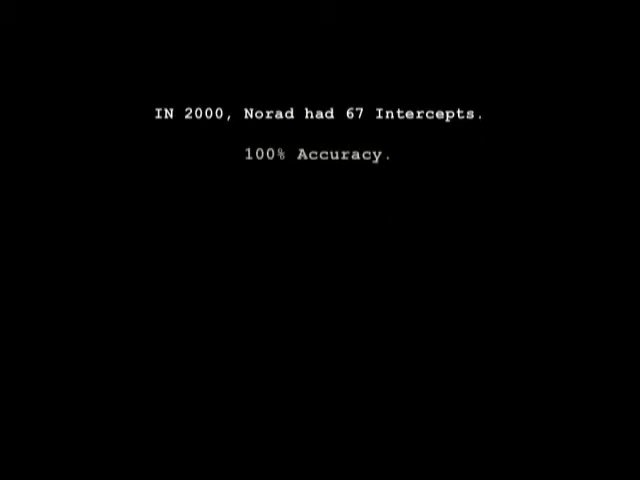 IN 2000, Norad had 67 Intercepts.
100% Accuracy.